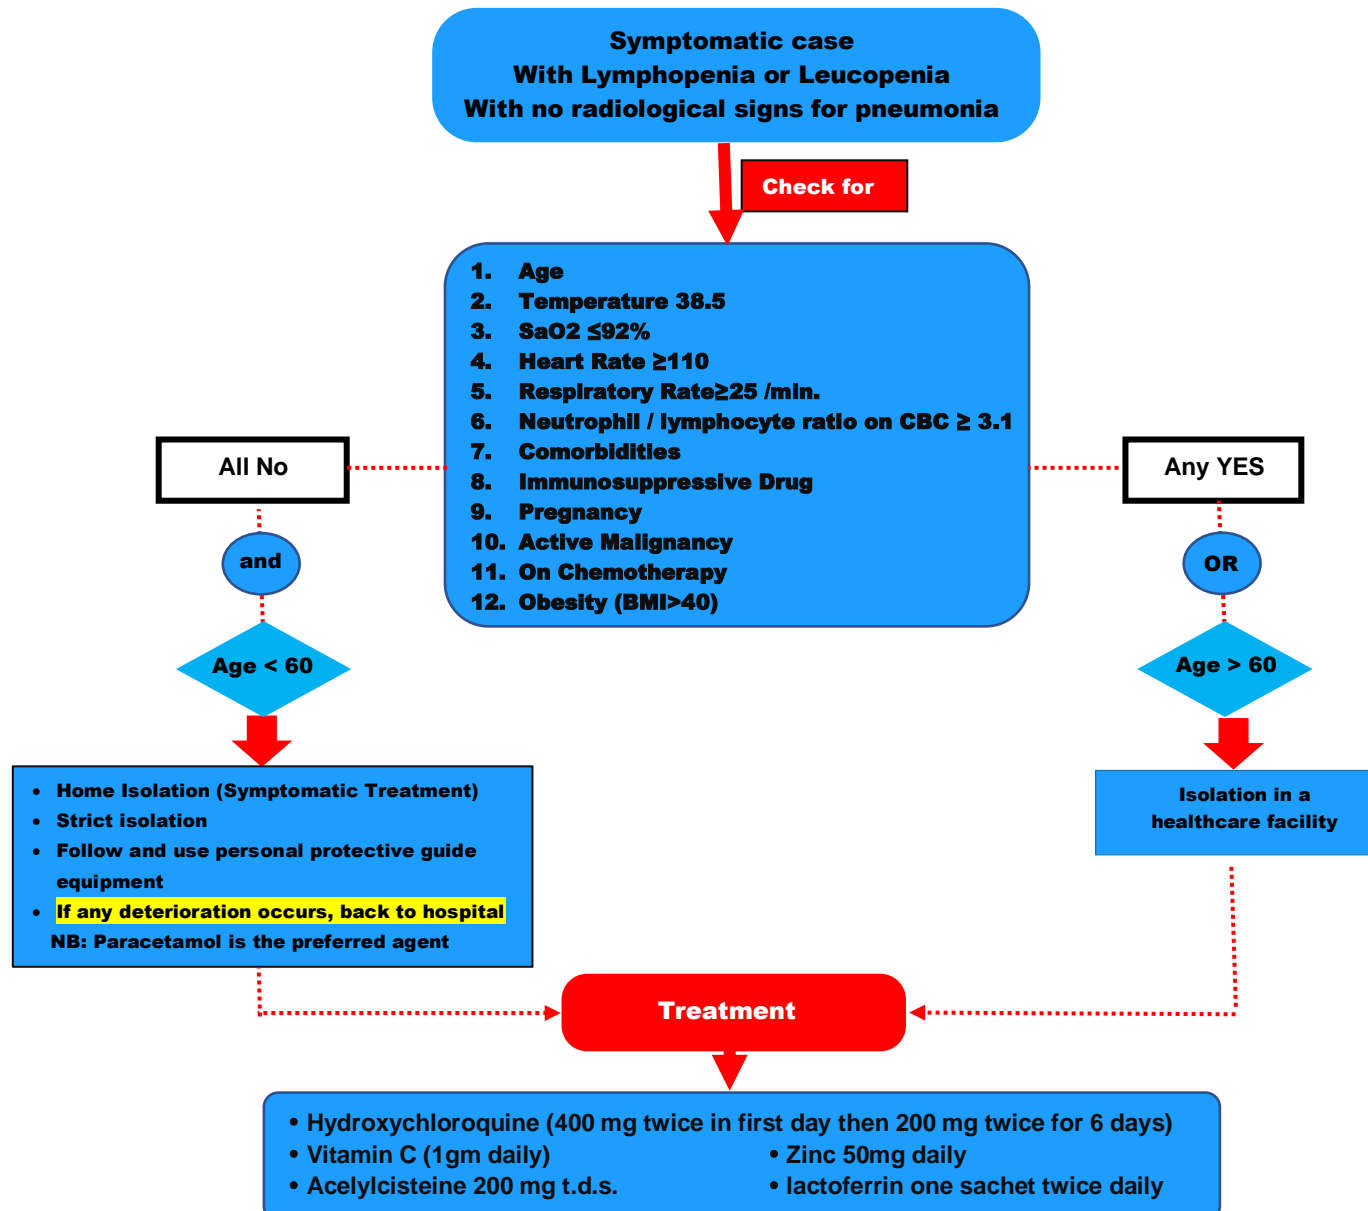 Symptomatic case
With Lymphopenia or Leucopenia
With no radiological signs for pneumonia
Check for
1. Age
2. Temperature 38.5
3. SaO2 ≤92%
4. Heart Rate ≥110
5. Respiratory Rate≥25 /min.
6. Neutrophil / lymphocyte ratio on CBC ≥ 3.1
7. Comorbidities
8. Immunosuppressive Drug
9. Pregnancy
10. Active Malignancy
11. On Chemotherapy
12. Obesity (BMI>40)
All No
and
Age < 60
Any YES
OR
Age > 60
• Home Isolation (Symptomatic Treatment)
• Strict isolation
• Follow and use personal protective guide
equipment
• If any deterioration occurs, back to hospital
NB: Paracetamol is the preferred agent
Isolation in a
healthcare facility
Treatment
• Hydroxychloroquine (400 mg twice in first day then 200 mg twice for 6 days)
• Vitamin C (1gm daily) • Zinc 50mg daily
• Acelylcisteine 200 mg t.d.s. • lactoferrin one sachet twice daily